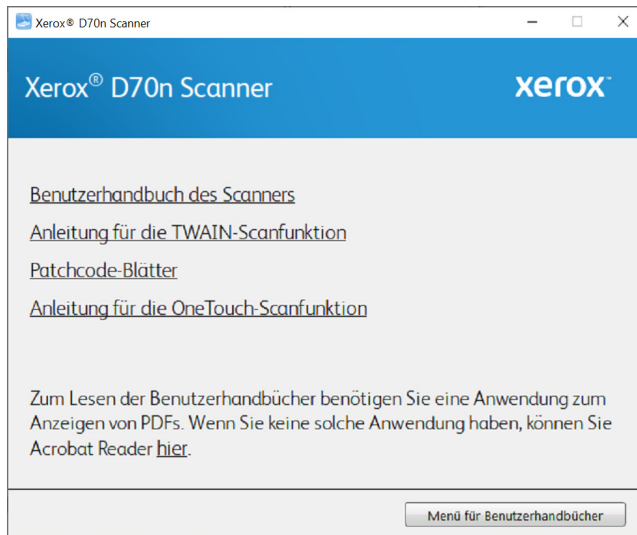 Xerox® D70n Scanner
Xerox® D70n Scanner
xerox™
Benutzerhandbuch des Scanners
Anleitung für die TWAIN-Scanfunktion
Patchcode-Blätter
Anleitung für die OneTouch-Scanfunktion
Zum Lesen der Benutzerhandbücher benötigen Sie eine Anwendung zum
Anzeigen von PDFs. Wenn Sie keine solche Anwendung haben, können Sie
Acrobat Reader hier.
Menü für Benutzerhandbücher